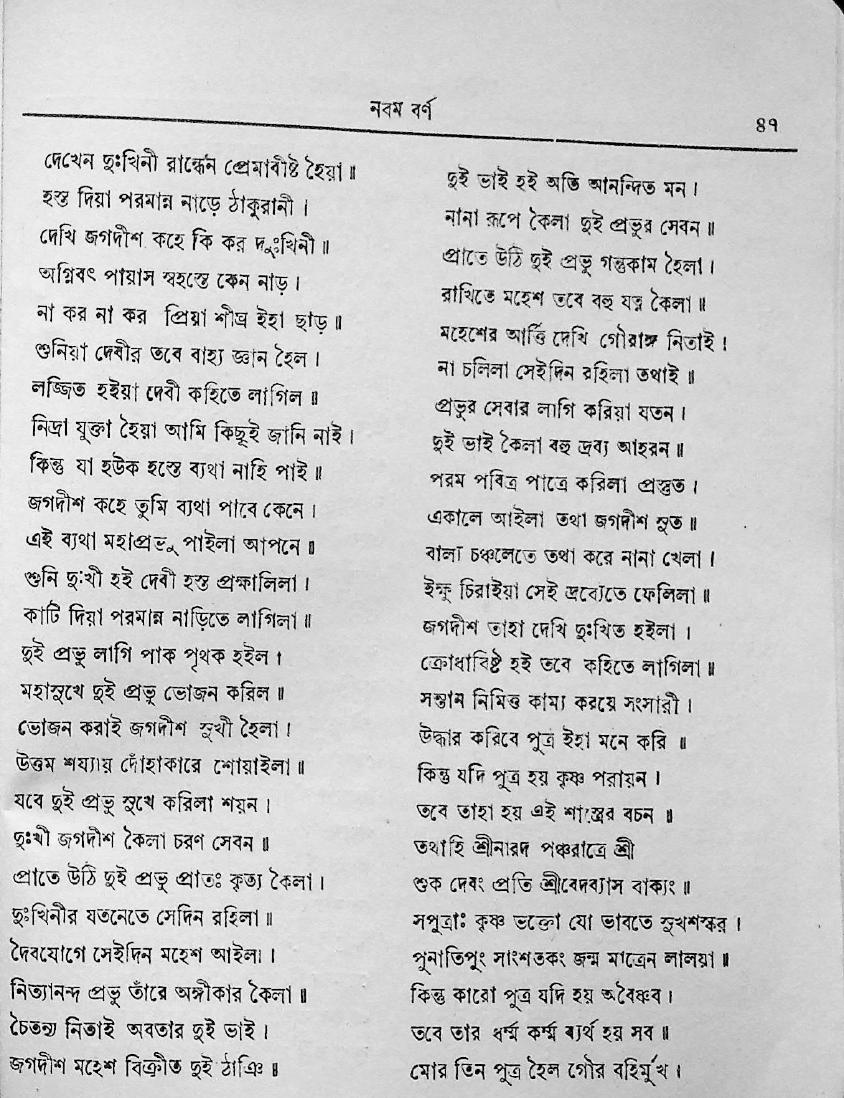 নবম বর্ণ
৪৭
দেখেন দুঃখিনী রান্ধেন প্রেমাবীষ্ট হৈয়া॥
হস্ত দিয়া পরমান্ন নাড়ে ঠাকুরানী।
দেখি জগদীশ কহে কি কর দুঃখিনী॥
অগ্নিবৎ পায়াস স্বহস্তে কেন নাড়।
না কর না কর প্রিয়া শীঘ্র ইহা ছাড়॥
শুনিয়া দেবীর তবে বাহ্য জ্ঞান হৈল।
লজ্জিত হইয়া দেবী কহিতে লাগিল॥
নিদ্রা যুক্তা হৈয়া আমি কিছুই জানি নাই।
কিন্তু যা হউক হস্তে ব্যথা নাহি পাই॥
জগদীশ কহে তুমি ব্যথা পাবে কেনে।
এই ব্যথা মহাপ্রভু পাইলা আপনে॥
শুনি দুঃখী হই দেবী হস্ত প্রক্ষালিলা।
কাটি দিয়া পরমান্ন নাড়িতে লাগিলা॥
দুই প্রভু লাগি পাক পৃথক হইল।
মহাসুখে দুই প্রভু ভোজন করিল॥
ভোজন করাই জগদীশ সুখী হৈলা।
উত্তম শয্যায় দোঁহাকারে শোয়াইলা॥
যবে দুই প্রভু সুখে করিলা শয়ন।
দুঃখী জগদীশ কৈলা চরণ সেবন॥
প্রাতে উঠি দুই প্রভু প্রাতঃ কৃত্য কৈলা।
দুঃখিনীর যতনেতে সেদিন রহিলা॥
দৈবযোগে সেইদিন মহেশ আইলা।
নিত্যানন্দ প্রভু তাঁরে অঙ্গীকার কৈলা॥
চৈতন্য নিতাই অবতার দুই ভাই।
জগদীশ মহেশ বিক্রীত দুই ঠাঞি॥
দুই ভাই হই অতি আনন্দিত মন।
নানা রূপে কৈলা দুই প্রভুর সেবন॥
প্রাতে উঠি দুই প্রভু গন্তুকাম হৈলা।
রাখিতে মহেশ তবে বহু যত্ন কৈলা॥
মহেশের আর্ত্তি দেখি গৌরাঙ্গ নিতাই।
না চলিলা সেইদিন রহিলা তথাই॥
প্রভুর সেবার লাগি করিয়া যতন।
দুই ভাই কৈলা বহু দ্রব্য আহরন॥
পরম পবিত্র পাত্রে করিলা প্রস্তুত।
একালে আইলা তথা জগদীশ সুত॥
বাল্য চঞ্চলেতে তথা করে নানা খেলা।
ইক্ষু চিরাইয়া সেই দ্রব্যেতে ফেলিলা॥
জগদীশ তাহা দেখি দুঃখিত হইলা।
ক্রোধাবিষ্ট হই তবে কহিতে লাগিলা॥
সন্তান নিমিত্ত কাম্য করয়ে সংসারী।
উদ্ধার করিবে পুত্র ইহা মনে করি॥
কিন্তু যদি পুত্র হয় কৃষ্ণ পরায়ন।
তবে তাহা হয় এই শাস্ত্রের বচন॥
তথাহি শ্রীনারদ পঞ্চরাত্রে শ্রী
শুক দেবং প্রতি শ্রীবেদব্যাস বাক্যং॥
সপুত্রাঃ কৃষ্ণ ভক্তো যো ভাবতে সুখশঙ্কর।
পুনাতিপুং সাংশতকং জন্ম মাত্রেন লালয়া॥
কিন্তু কারো পুত্র যদি হয় অবৈষ্ণব।
তবে তার ধর্ম্ম কর্ম্ম ব্যর্থ হয় সব॥
মোর তিন পুত্র হৈল গৌর বহির্মুখ।